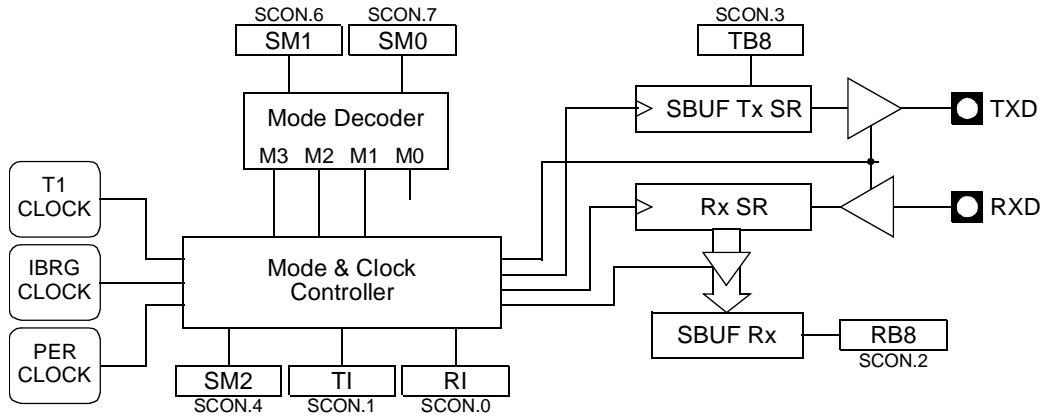 SCON.6
SCON.7
SM1
SM0
SCON.3
TB8
Mode Decoder
M3 M2 M1 M0
SBUF Tx SR
TXD
T1
CLOCK
Rx SR
RXD
IBRG
CLOCK
Mode & Clock
Controller
PER
CLOCK
SBUF Rx
RB8
SCON.2
SM2
TI
RI
SCON.4
SCON.1
SCON.0